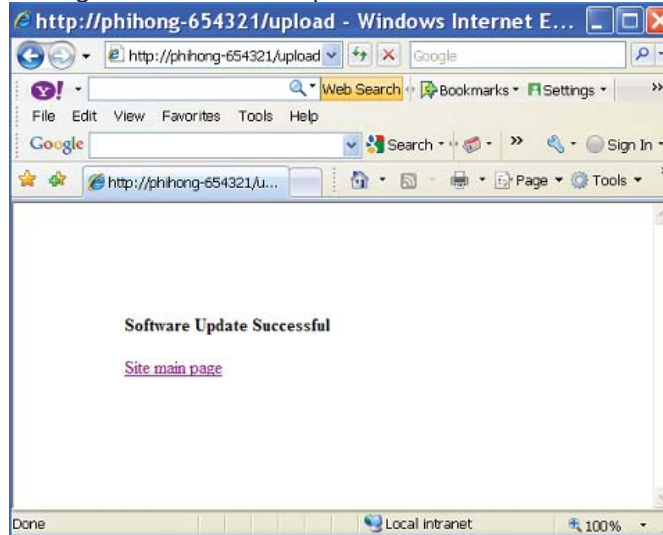 http://phihong-654321/upload - Windows Internet E...
http://phihong-654321/upload Google
Web Search Bookmarks Settings »
File Edit View Favorites Tools Help
Google Search » Sign In
http://phihong-654321/u... Page Tools
Software Update Successful
Site main page
Done Local intranet 100%